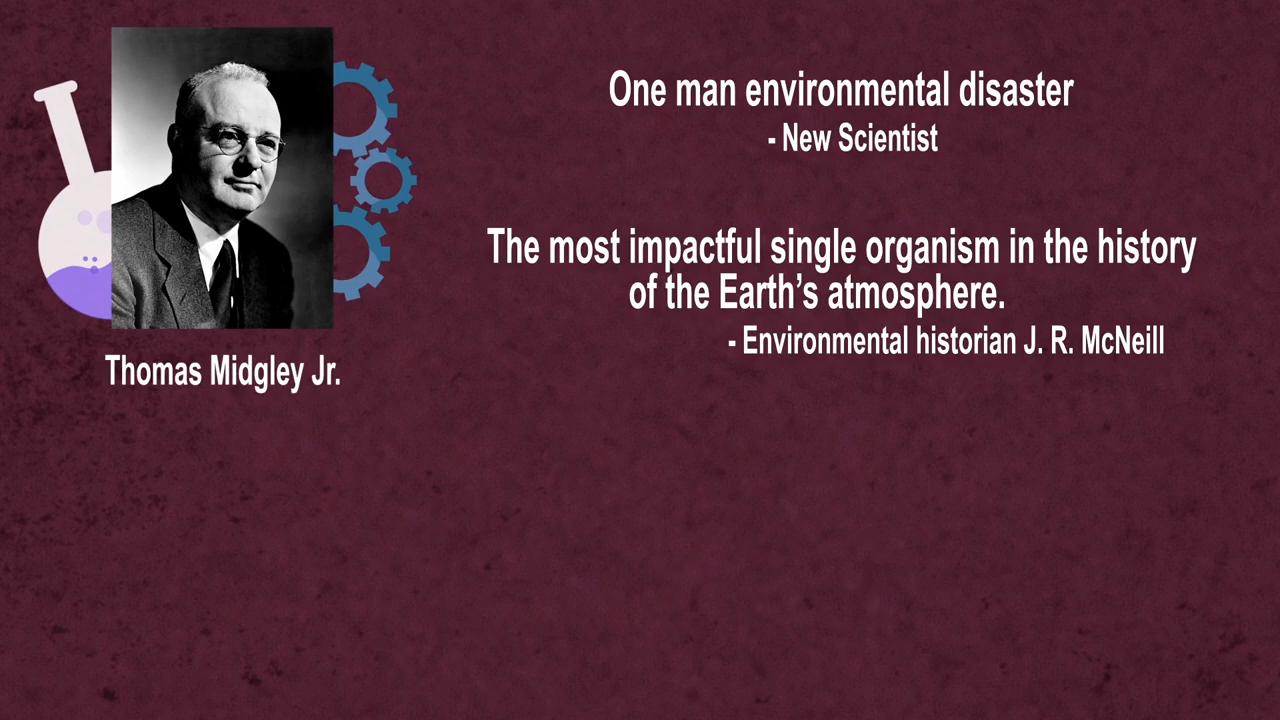 One man environmental disaster
- New Scientist
The most impactful single organism in the history
of the Earth’s atmosphere.
- Environmental historian J. R. McNeill
Thomas Midgley Jr.